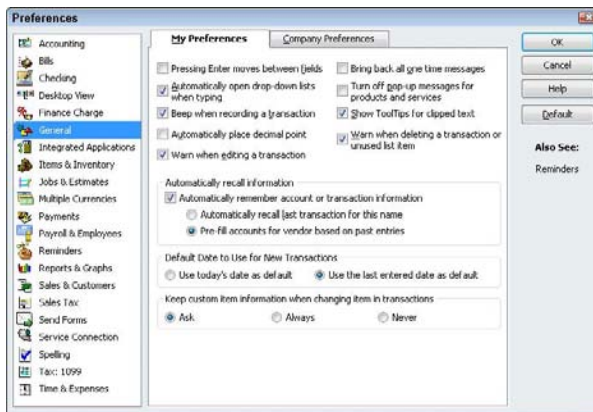 Preferences
Accounting
Bills
Checking
Desktop View
Finance Charge
General
Integrated Applications
Items & Inventory
Jobs & Estimates
Multiple Currencies
Payments
Payroll & Employees
Reminders
Reports & Graphs
Sales & Customers
Sales Tax
Send Forms
Service Connection
Spelling
Tax: 1099
Time & Expenses
My Preferences
Company Preferences
Pressing Enter moves between fields
Automatically open drop-down lists
when typing
Beep when recording a transaction
Automatically place decimal point
Warn when editing a transaction
Bring back all one time messages
Turn off pop-up messages for
products and services
Show ToolTips for clipped text
Warn when deleting a transaction or
unused list item
Automatically recall information
Automatically remember account or transaction information
Automatically recall last transaction for this name
Pre-fill accounts for vendor based on past entries
Default Date to Use for New Transactions
Use today's date as default
Use the last entered date as default
Keep custom item information when changing item in transactions
Ask
Always
Never
OK
Cancel
Help
Default
Also See:
Reminders